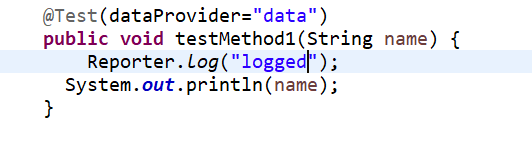 @Test(dataProvider="data")
public void testMethod1(String name) {
Reporter.log("logged");
System.out.println(name);
}